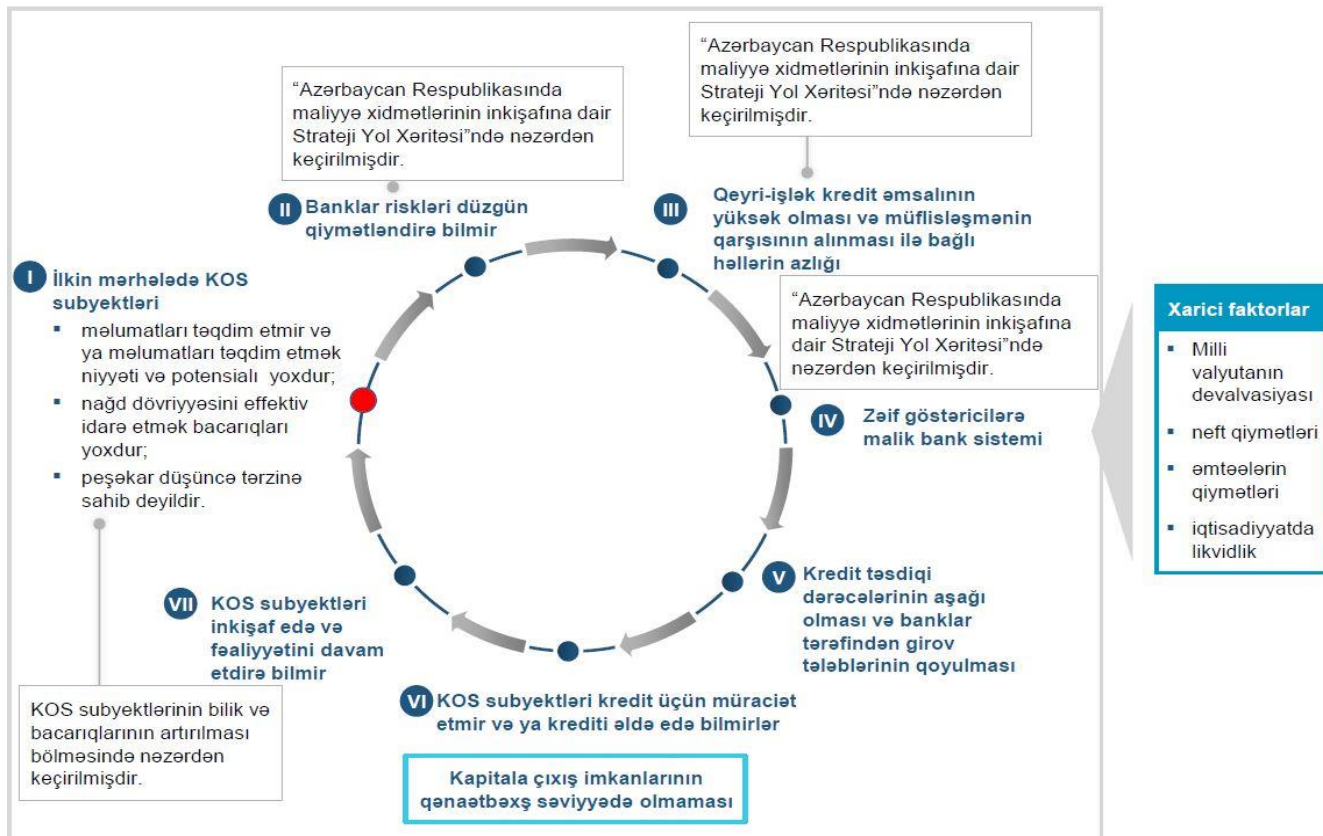 “Azərbaycan Respublikasında
maliyyə xidmətlərinin inkişafına dair
Strateji Yol Xəritəsi”ndə nəzərdən
keçirilmişdir.
“Azərbaycan Respublikasında
maliyyə xidmətlərinin inkişafına dair
Strateji Yol Xəritəsi”ndə nəzərdən
keçirilmişdir.
II Banklar riskləri düzgün
qiymətləndirə bilmir
III Qeyri-işlək kredit əmsalının
yüksək olması və müflisləşmənin
qarşısının alınması ilə bağlı
həllərin azlığı
I İlkin mərhələdə KOS
subyektləri
▪ məlumatları təqdim etmir və
ya məlumatları təqdim etmək
niyyəti və potensialı yoxdur;
▪ nağd dövriyyəsini effektiv
idarə etmək bacarıqları
yoxdur;
▪ peşəkar düşüncə tərzinə
sahib deyildir.
“Azərbaycan Respublikasında
maliyyə xidmətlərinin inkişafına
dair Strateji Yol Xəritəsi”ndə
nəzərdən keçirilmişdir.
IV Zəif göstəricilərə
malik bank sistemi
Xarici faktorlar
▪ Milli
valyutanın
devalvasiyası
▪ neft qiymətləri
▪ əmtəələrin
qiymətləri
▪ iqtisadiyyatda
likvidlik
V Kredit təsdiqi
dərəcələrinin aşağı
olması və banklar
tərəfindən girov
tələblərinin qoyulması
VII KOS subyektləri
inkişaf edə və
fəaliyyətini davam
etdirə bilmir
VI KOS subyektləri kredit üçün müraciət
etmir və ya krediti əldə edə bilmirlər
KOS subyektlərinin bilik və
bacarıqlarının artırılması
bölməsində nəzərdən
keçirilmişdir.
Kapitala çıxış imkanlarının
qənaətbəxş səviyyədə olmaması